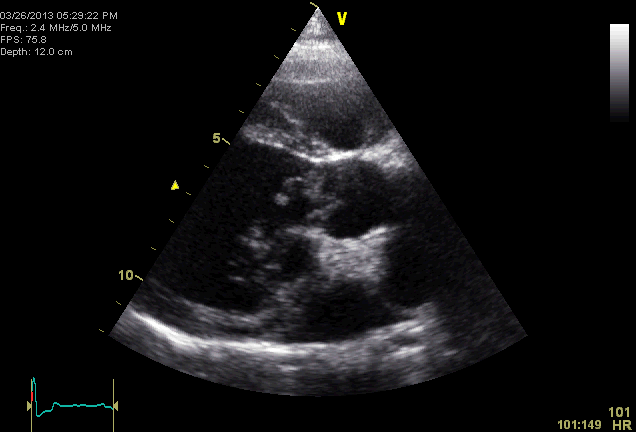 03/26/2013 05:29:22 PM
Freq.: 2.4 MHz/5.0 MHz
FPS: 75.8
Depth: 12.0 cm
V
5
10
101
101:149 HR